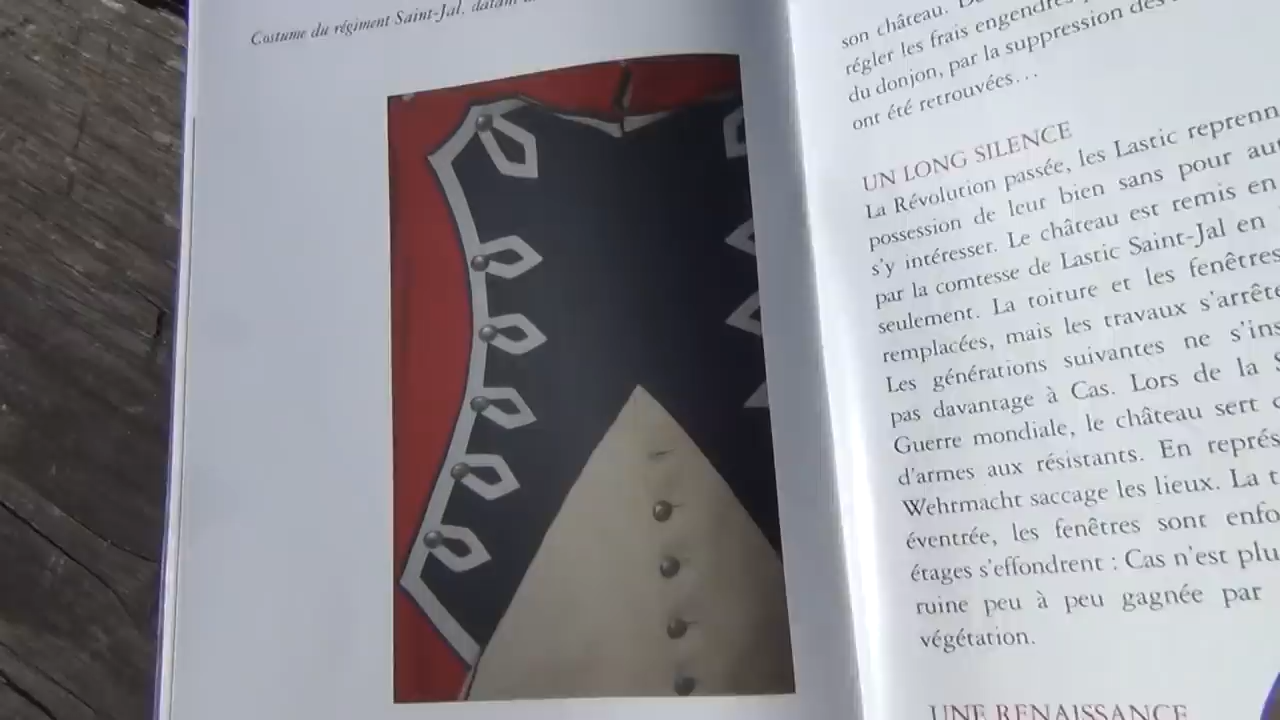 Costume du régiment Saint-Jal, datant
son château.
régler les frais engendrés
du donjon, par la suppression des
ont été retrouvées…
UN LONG SILENCE
La Révolution passée, les Lastic reprenn
possession de leur bien sans pour aut
s'y intéresser. Le château est remis en
par la comtesse de Lastic Saint-Jal en
seulement. La toiture et les fenêtres
remplacées, mais les travaux s'arrête
Les générations suivantes ne s'ins
pas davantage à Cas. Lors de la S
Guerre mondiale, le château sert
d'armes aux résistants. En représ
Wehrmacht saccage les lieux. La t
éventrée, les fenêtres sont enfo
étages s'effondrent : Cas n'est plu
ruine peu à peu gagnée par
végétation.
UNE RENAISSANCE